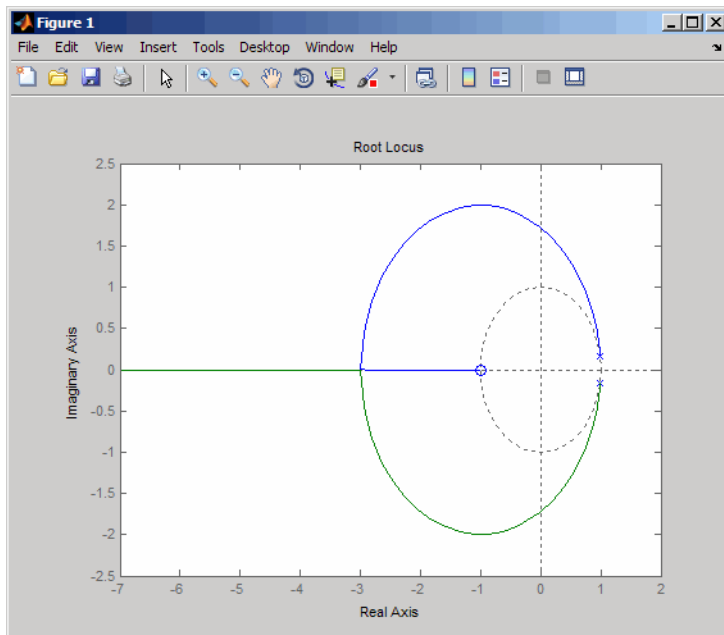 Figure 1
File Edit View Insert Tools Desktop Window Help
Root Locus
2.5
2
1.5
1
0.5
0
-0.5
-1
-1.5
-2
-2.5
Imaginary Axis
-7 -6 -5 -4 -3 -2 -1 0 1 2
Real Axis